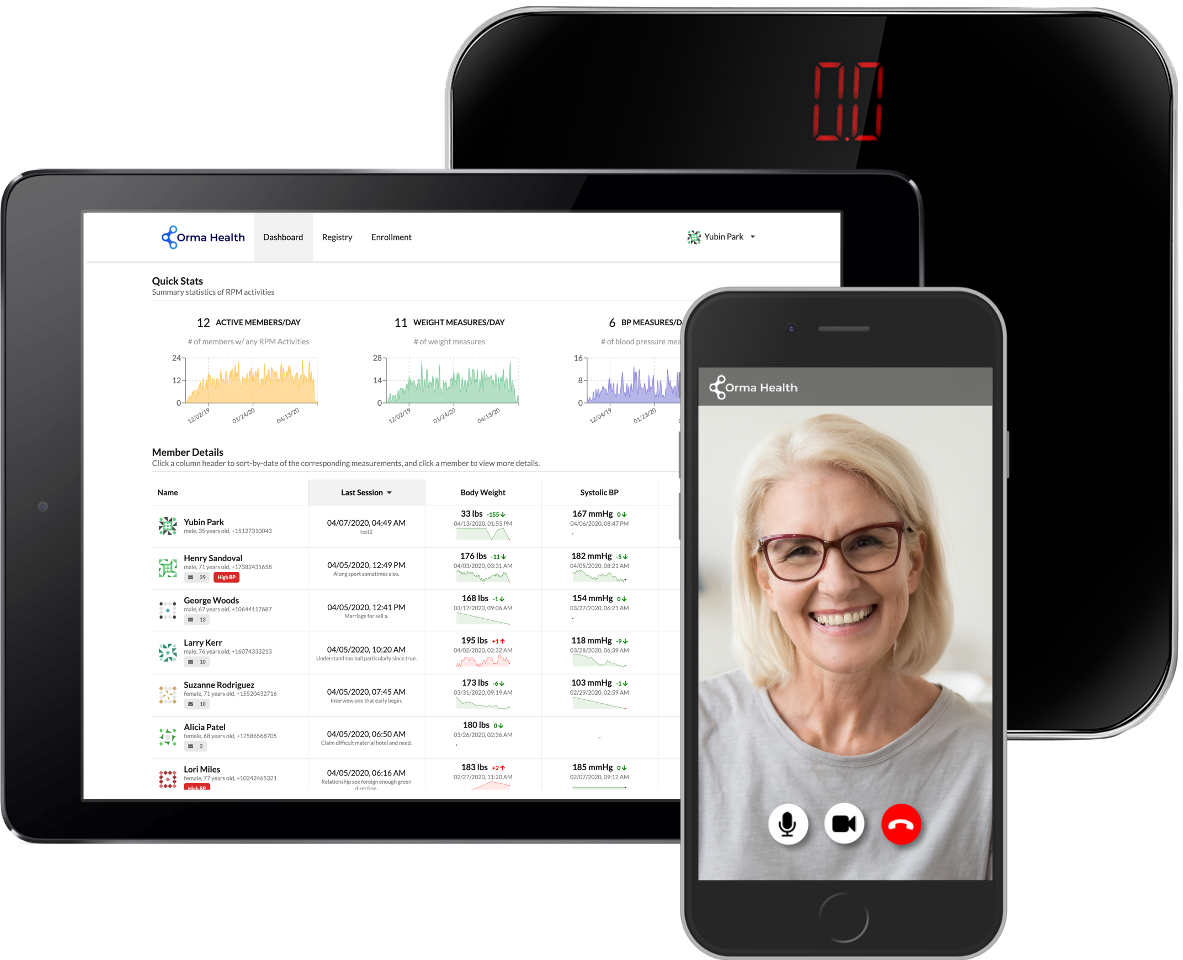 0.0
Orma Health
Dashboard
Registry
Enrollment
Yubin Park
Quick Stats
Summary statistics of RPM activities
12 ACTIVE MEMBERS/DAY
# of members w/ any RPM Activities
24
12
0
12/02/19
01/24/20
04/13/20
11 WEIGHT MEASURES/DAY
# of weight measures
28
14
0
12/02/19
01/24/20
04/13/20
6 BP MEASURES/D
# of blood pressure mea
16
8
0
12/04/19
01/23/20
Member Details
Click a column header to sort-by-date of the corresponding measurements, and click a member to view more details.
Name
Last Session
Body Weight
Systolic BP
Yubin Park
male, 35 years old, +15127310043
04/07/2020, 04:49 AM
test2
33 lbs -155↓
04/13/2020, 01:55 PM
167 mmHg 0↓
04/06/2020, 08:47 PM
Henry Sandoval
male, 71 years old, +17382431658
29
High BP
04/05/2020, 12:49 PM
Along sport sometimes also.
176 lbs -11↓
04/03/2020, 03:31 AM
182 mmHg -5↓
04/05/2020, 08:21 AM
George Woods
male, 67 years old, +10644117687
13
04/05/2020, 12:41 PM
Marriage for sell a.
168 lbs -1↓
03/17/2020, 09:06 AM
154 mmHg 0↓
03/27/2020, 06:21 AM
Larry Kerr
male, 76 years old, +16074333213
10
04/05/2020, 10:20 AM
Understand too ball particularly since true.
195 lbs +1↑
04/02/2020, 02:32 AM
118 mmHg -9↓
03/28/2020, 06:39 AM
Suzanne Rodriguez
female, 71 years old, +15520432716
10
04/05/2020, 07:45 AM
Interview one that early begin.
173 lbs -6↓
03/31/2020, 09:19 AM
103 mmHg -1↓
02/29/2020, 02:59 AM
Alicia Patel
female, 68 years old, +17586568705
2
04/05/2020, 06:50 AM
Claim difficult material hotel and need.
180 lbs 0↓
03/26/2020, 02:36 AM
-
Lori Miles
female, 77 years old, +10242465321
High BP
04/05/2020, 06:16 AM
Relationship see foreign enough green
direction.
183 lbs +2↑
02/27/2020, 11:20 AM
185 mmHg 0↓
02/07/2020, 09:12 AM
Orma Health